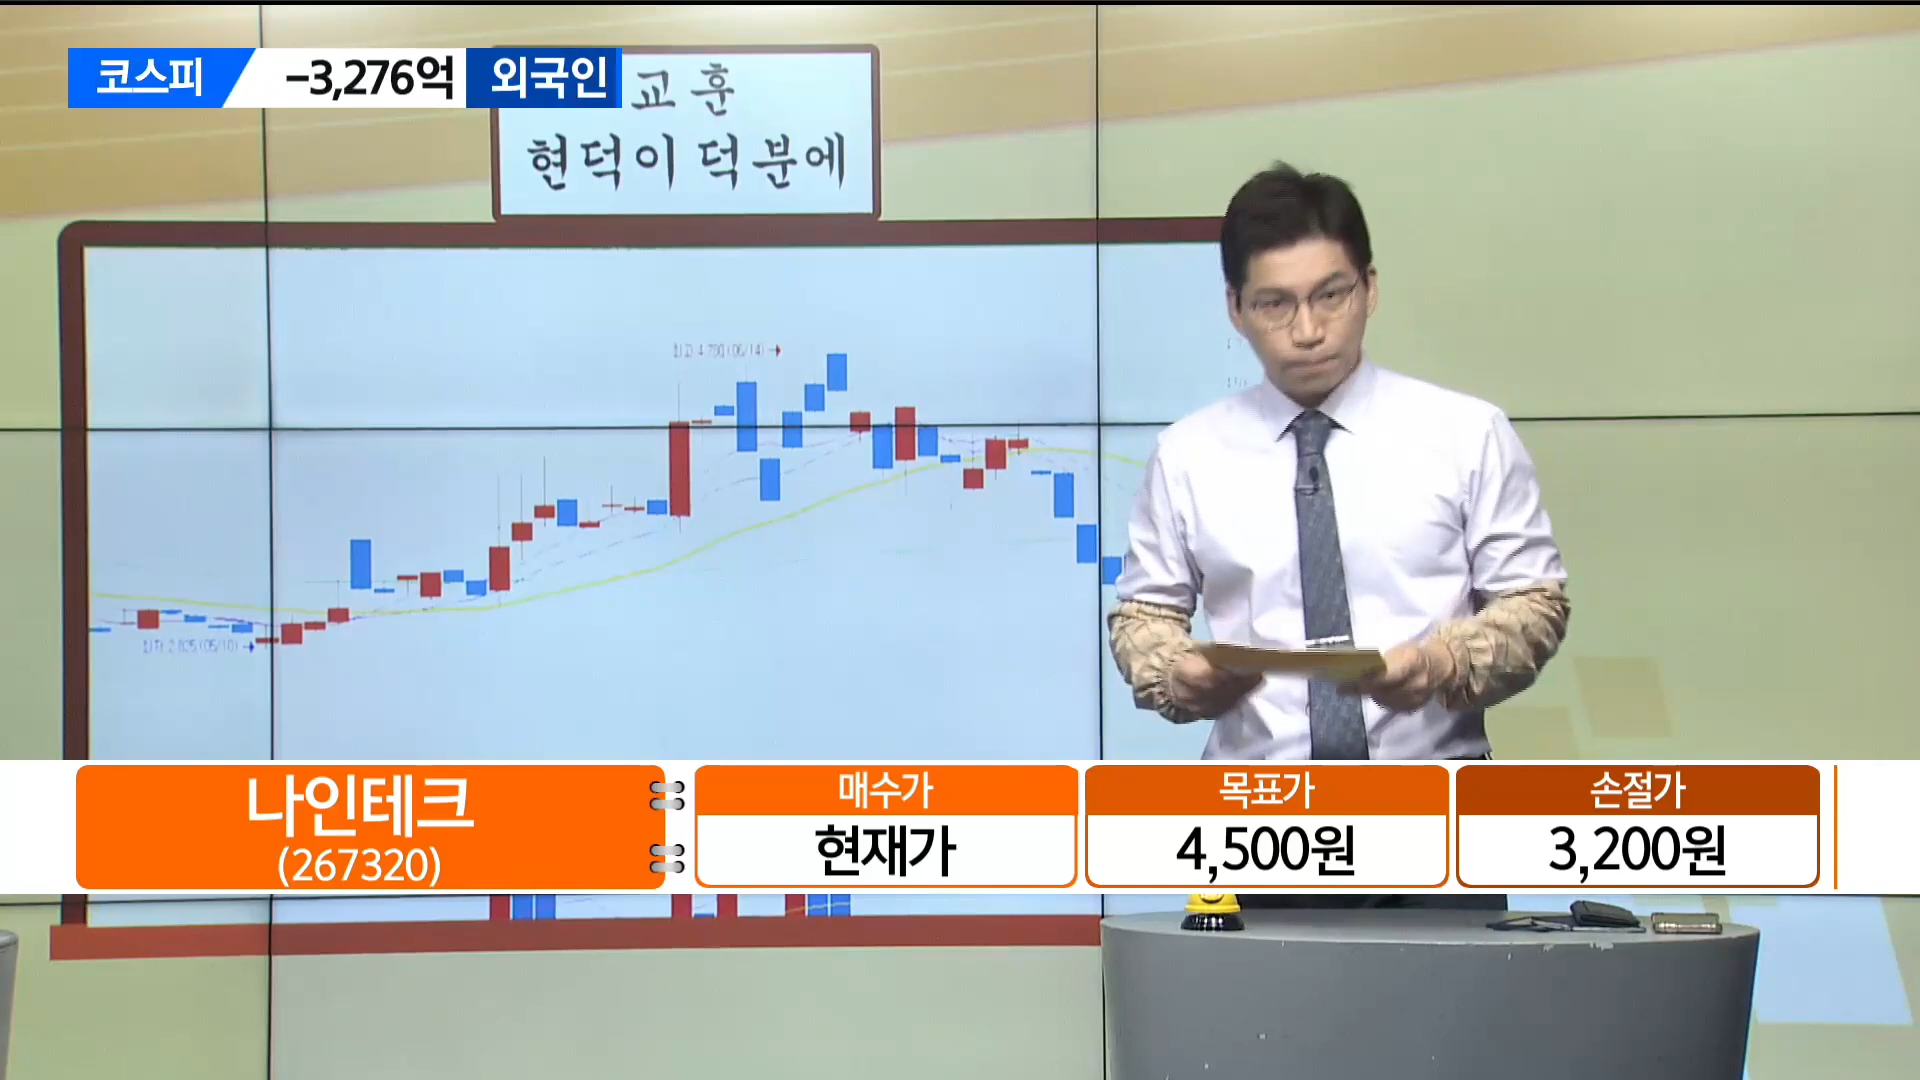 코스피 -3,276억 외국인
교훈
현덕이 덕분에
나인테크
(267320)
매수가
현재가
목표가
4,500원
손절가
3,200원